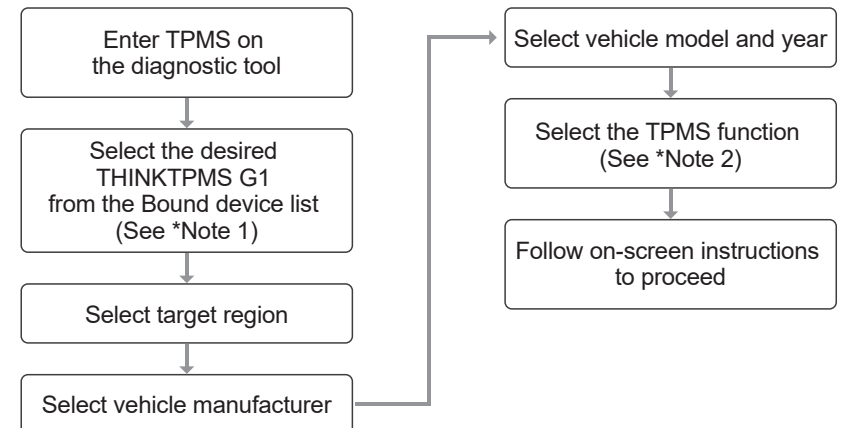 Enter TPMS on
the diagnostic tool
Select the desired
THINKTPMS G1
from the Bound device list
(See *Note 1)
Select target region
Select vehicle manufacturer
Select vehicle model and year
Select the TPMS function
(See *Note 2)
Follow on-screen instructions
to proceed